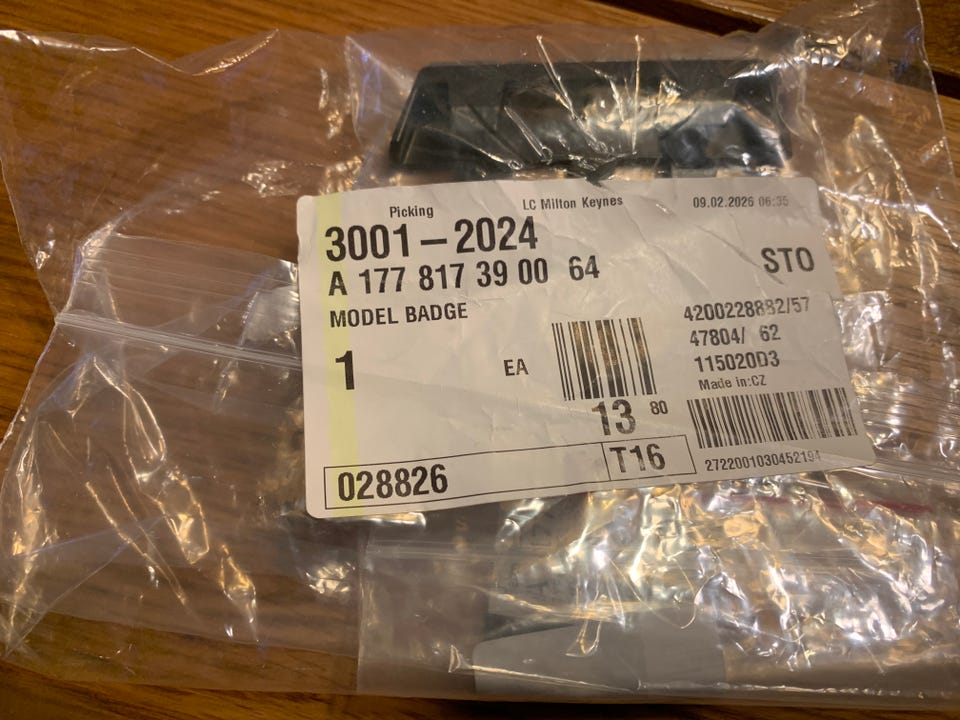 Picking LC Milton Keynes 09.02.2026 06:35
3001 – 2024
A 177 817 39 00 64 STO
MODEL BADGE
4200228882/57
47804/ 62
1 EA
115020D3
Made in:CZ
13 80
028826 T16
2722001030452194